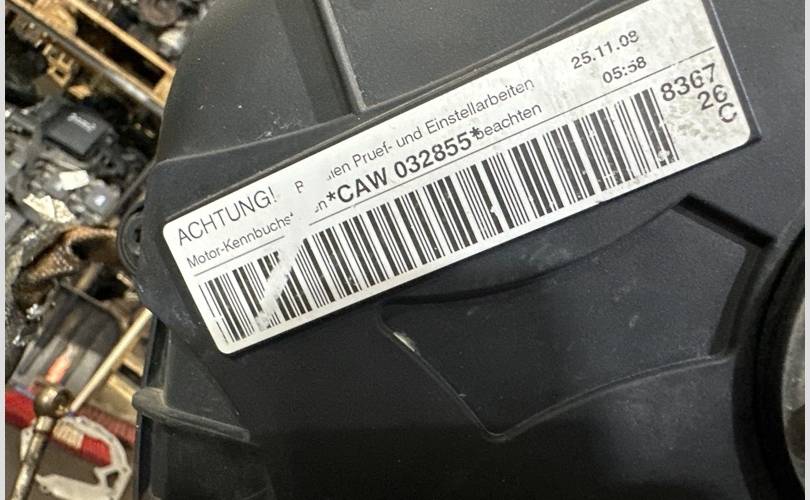 ACHTUNG! Pruef- und Einstellarbeiten 25.11.08
Motor-Kennbuchs *CAW 032855* beachten 05:58
8367
26
C